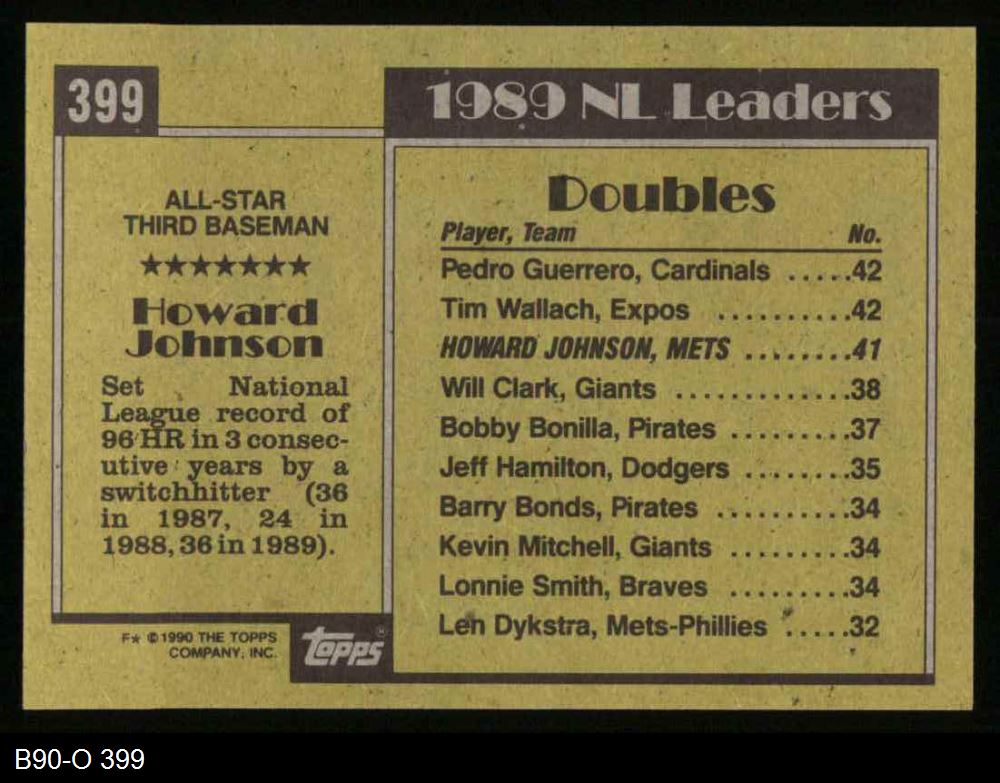 399
ALL-STAR
THIRD BASEMAN
★★★★★★★
Howard
Johnson
Set National
League record of
96 HR in 3 consec-
utive years by a
switchhitter (36
in 1987, 24 in
1988, 36 in 1989).
F★ © 1990 THE TOPPS
COMPANY, INC.
topps®
1989 NL Leaders
Doubles
Player, Team No.
Pedro Guerrero, Cardinals .....42
Tim Wallach, Expos ..........42
HOWARD JOHNSON, METS ........41
Will Clark, Giants .............38
Bobby Bonilla, Pirates .........37
Jeff Hamilton, Dodgers ........35
Barry Bonds, Pirates ..........34
Kevin Mitchell, Giants .........34
Lonnie Smith, Braves .........34
Len Dykstra, Mets-Phillies .....32
B90-O 399